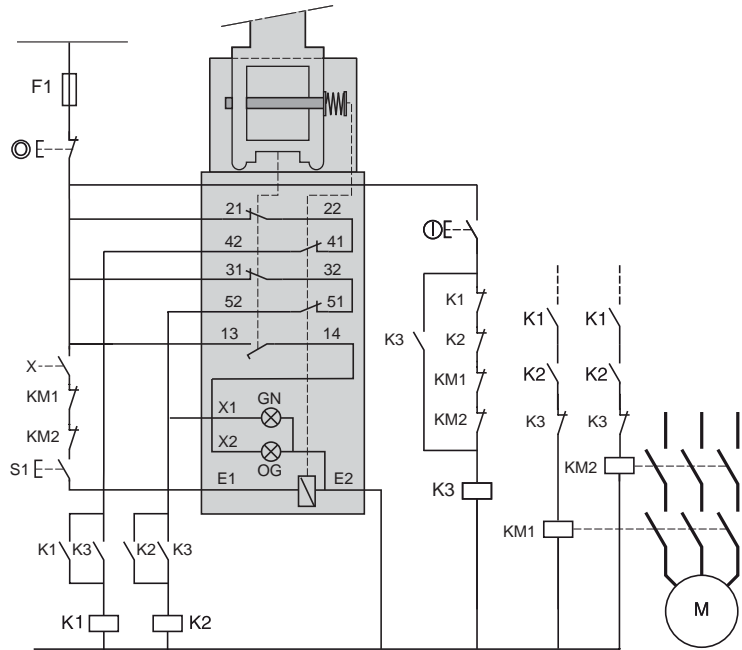 F1
21 22
42 41
31 32
K1
52 51
K1 K1
13 14
K3 K2
X
K2 K2
KM1
KM1
GN
X1
KM2
K3 K3
KM2
X2
OG
S1
KM2
E1 E2
K3
KM1
K1 K3 K2 K3
M
K1 K2